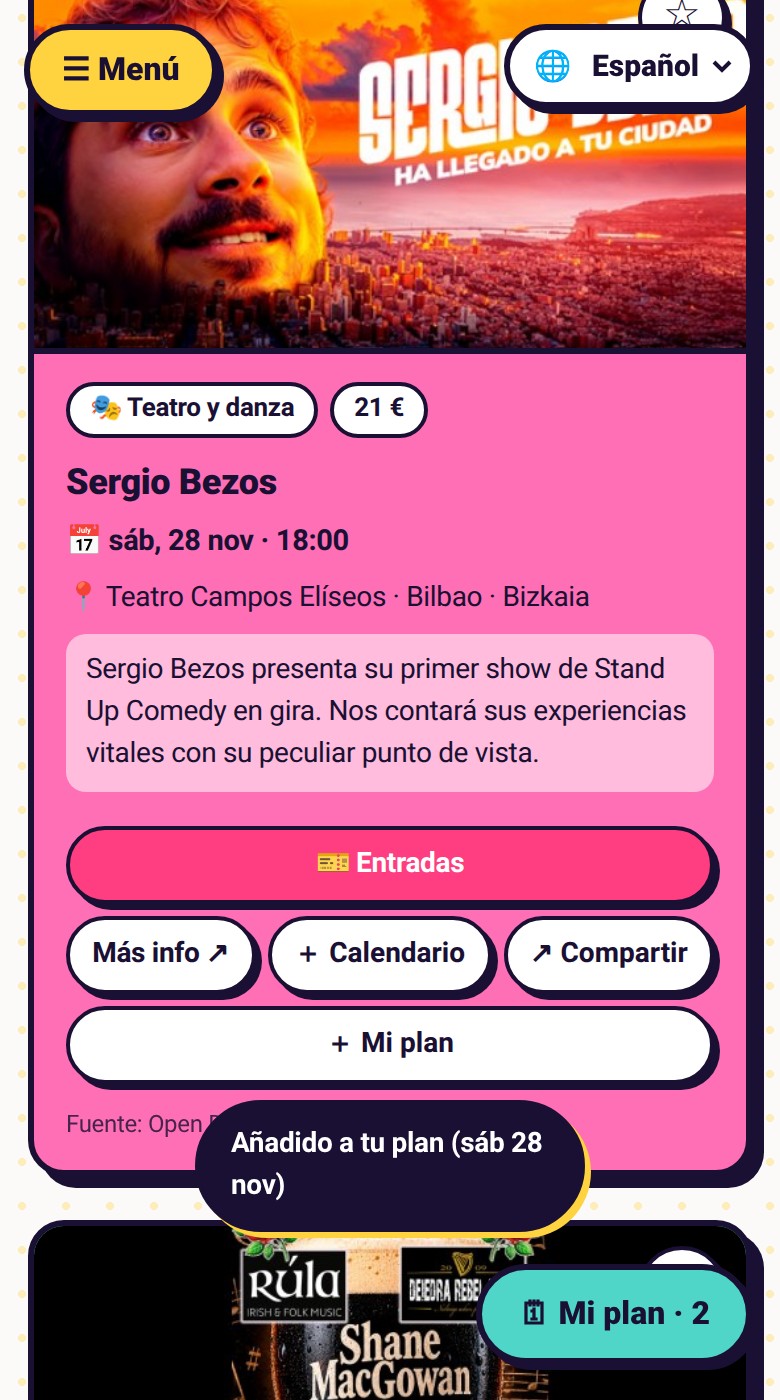 ☰ Menú
🌐 Español
SERGIO
HA LLEGADO A TU CIUDAD
🎭 Teatro y danza
21 €
Sergio Bezos
📅 sáb, 28 nov · 18:00
📍 Teatro Campos Elíseos · Bilbao · Bizkaia
Sergio Bezos presenta su primer show de Stand
Up Comedy en gira. Nos contará sus experiencias
vitales con su peculiar punto de vista.
🎫 Entradas
Más info ↗
＋ Calendario
↗ Compartir
＋ Mi plan
Fuente: Open
Añadido a tu plan (sáb 28
nov)
RÚLA
IRISH & FOLK MUSIC
DEIEDRA
Shane
MacGowan
🗓 Mi plan · 2